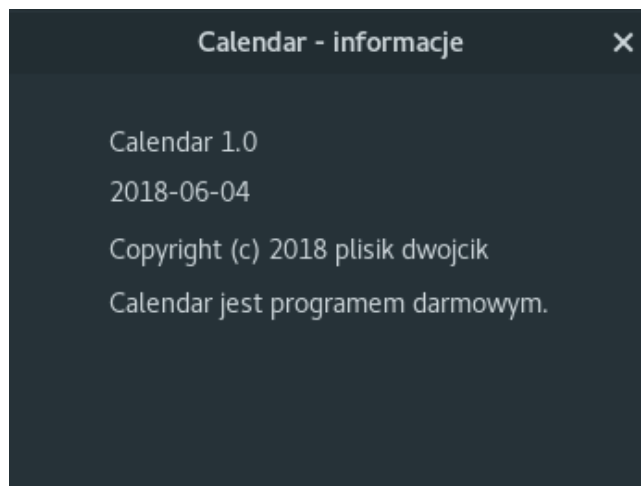 Calendar - informacje
Calendar 1.0
2018-06-04
Copyright (c) 2018 plisik dwojcik
Calendar jest programem darmowym.